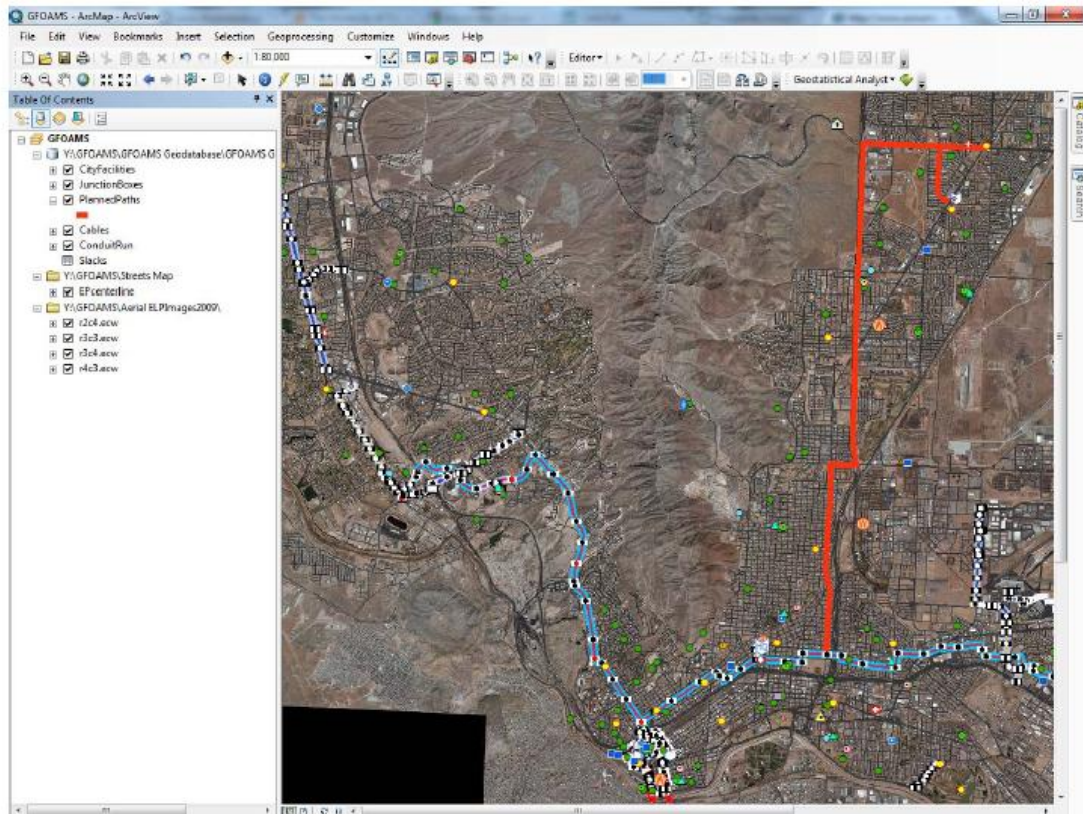 GFOAMS - ArcMap - ArcView
File Edit View Bookmarks Insert Selection Geoprocessing Customize Windows Help
1:80,000
Editor
Geostatistical Analyst
Table Of Contents
GFOAMS
Y:\GFOAMS\GFOAMS Geodatabase\GFOAMS G
CityFacilities
JunctionBoxes
PlannedPaths
Cables
ConduitRun
Slacks
Y:\GFOAMS\Streets Map
EPcenterline
Y:\GFOAMS\Aerial ELPImages2009\
r2c4.ecw
r3c3.ecw
r3c4.ecw
r4c3.ecw
Catalog
Search